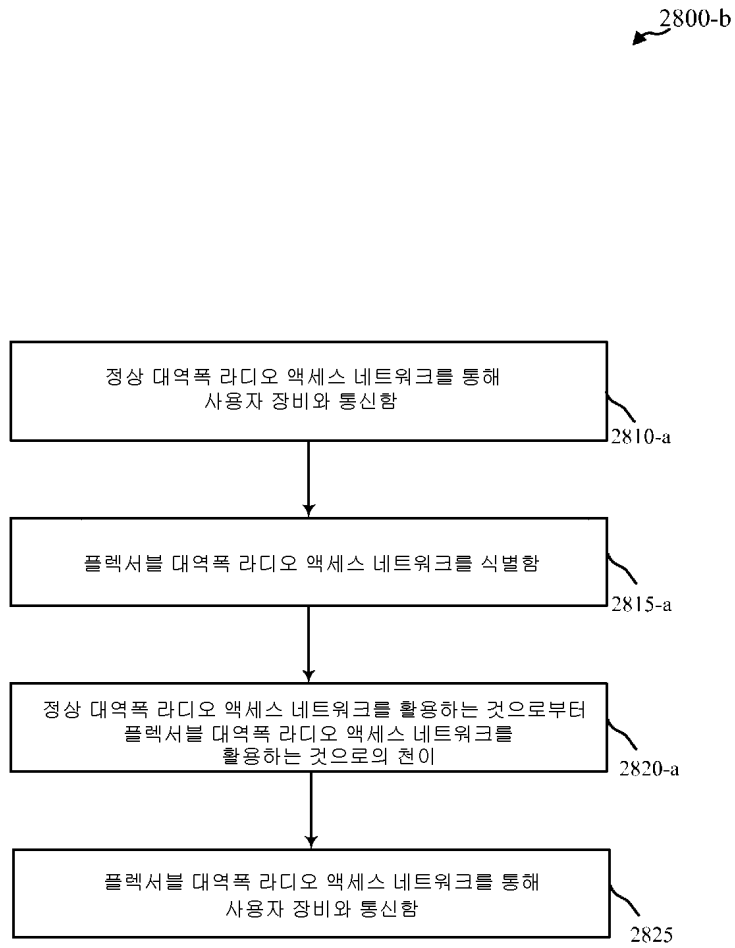 2800-b
정상 대역폭 라디오 액세스 네트워크를 통해
사용자 장비와 통신함
2810-a
플렉서블 대역폭 라디오 액세스 네트워크를 식별함
2815-a
정상 대역폭 라디오 액세스 네트워크를 활용하는 것으로부터
플렉서블 대역폭 라디오 액세스 네트워크를
활용하는 것으로의 천이
2820-a
플렉서블 대역폭 라디오 액세스 네트워크를 통해
사용자 장비와 통신함
2825